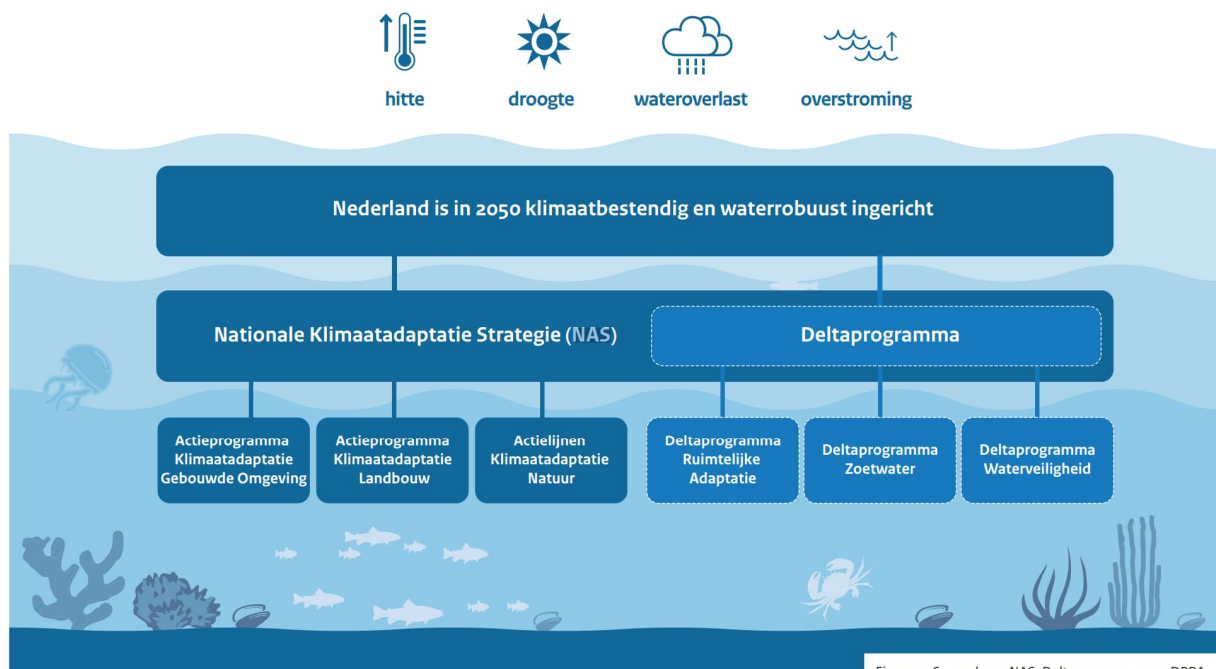 hitte
droogte
wateroverlast
overstroming
Nederland is in 2050 klimaatbestendig en waterrobuust ingericht
Nationale Klimaatadaptatie Strategie (NAS)
Deltaprogramma
Actieprogramma
Klimaatadaptatie
Gebouwde Omgeving
Actieprogramma
Klimaatadaptatie
Landbouw
Actielijnen
Klimaatadaptatie
Natuur
Deltaprogramma
Ruimtelijke
Adaptatie
Deltaprogramma
Zoetwater
Deltaprogramma
Waterveiligheid